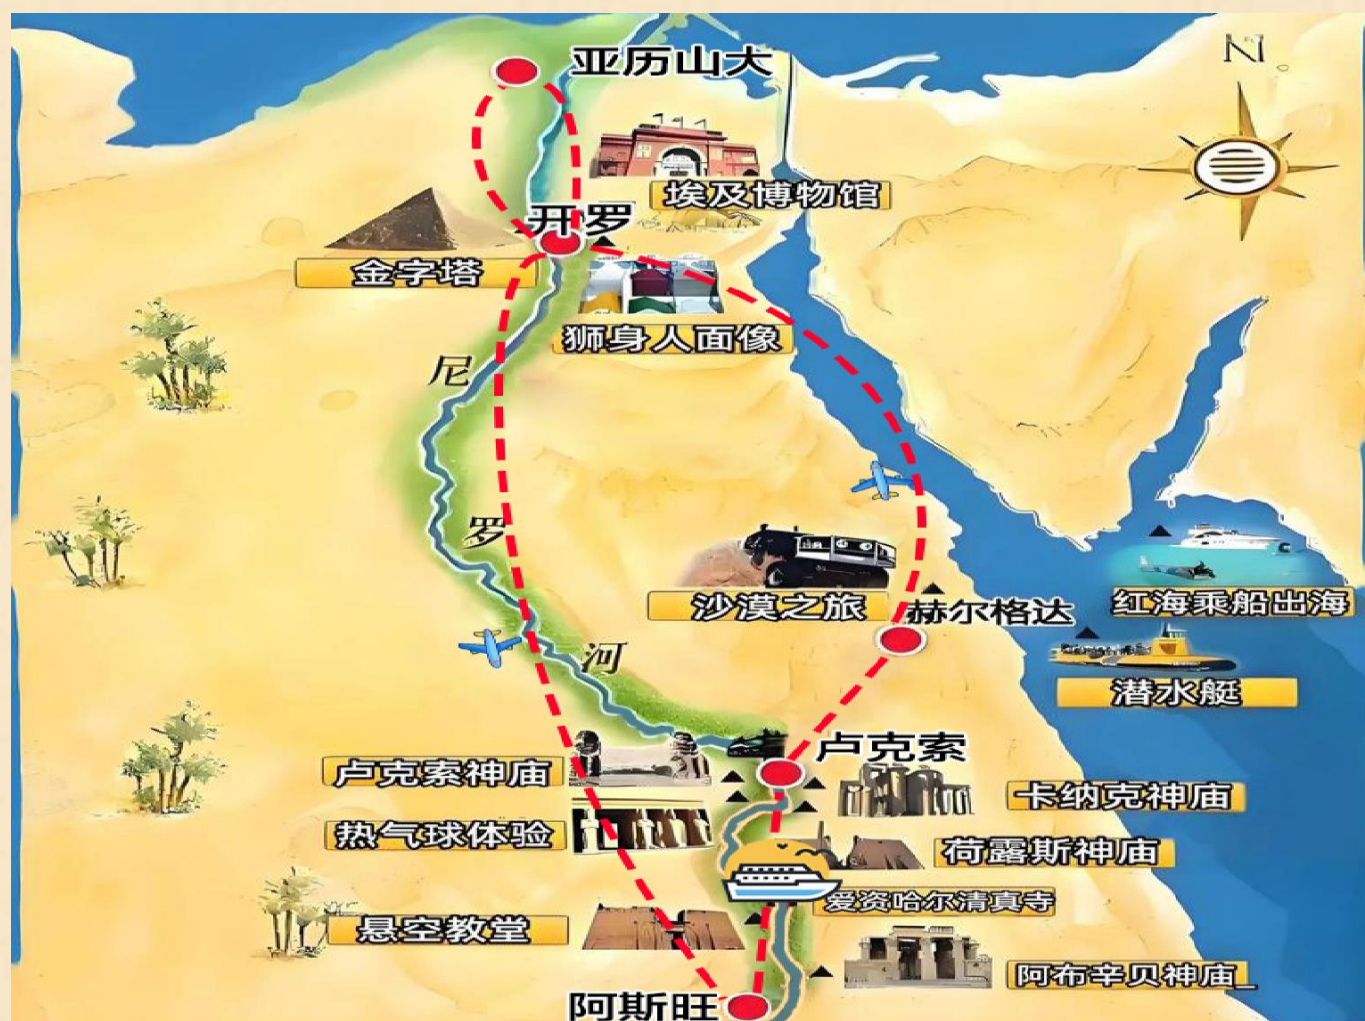 亚历山大
N
埃及博物馆
开罗
金字塔
狮身人面像
尼
罗
河
沙漠之旅
赫尔格达
红海乘船出海
潜水艇
卢克索
卢克索神庙
卡纳克神庙
热气球体验
荷露斯神庙
爱资哈尔清真寺
悬空教堂
阿布辛贝神庙_
阿斯旺